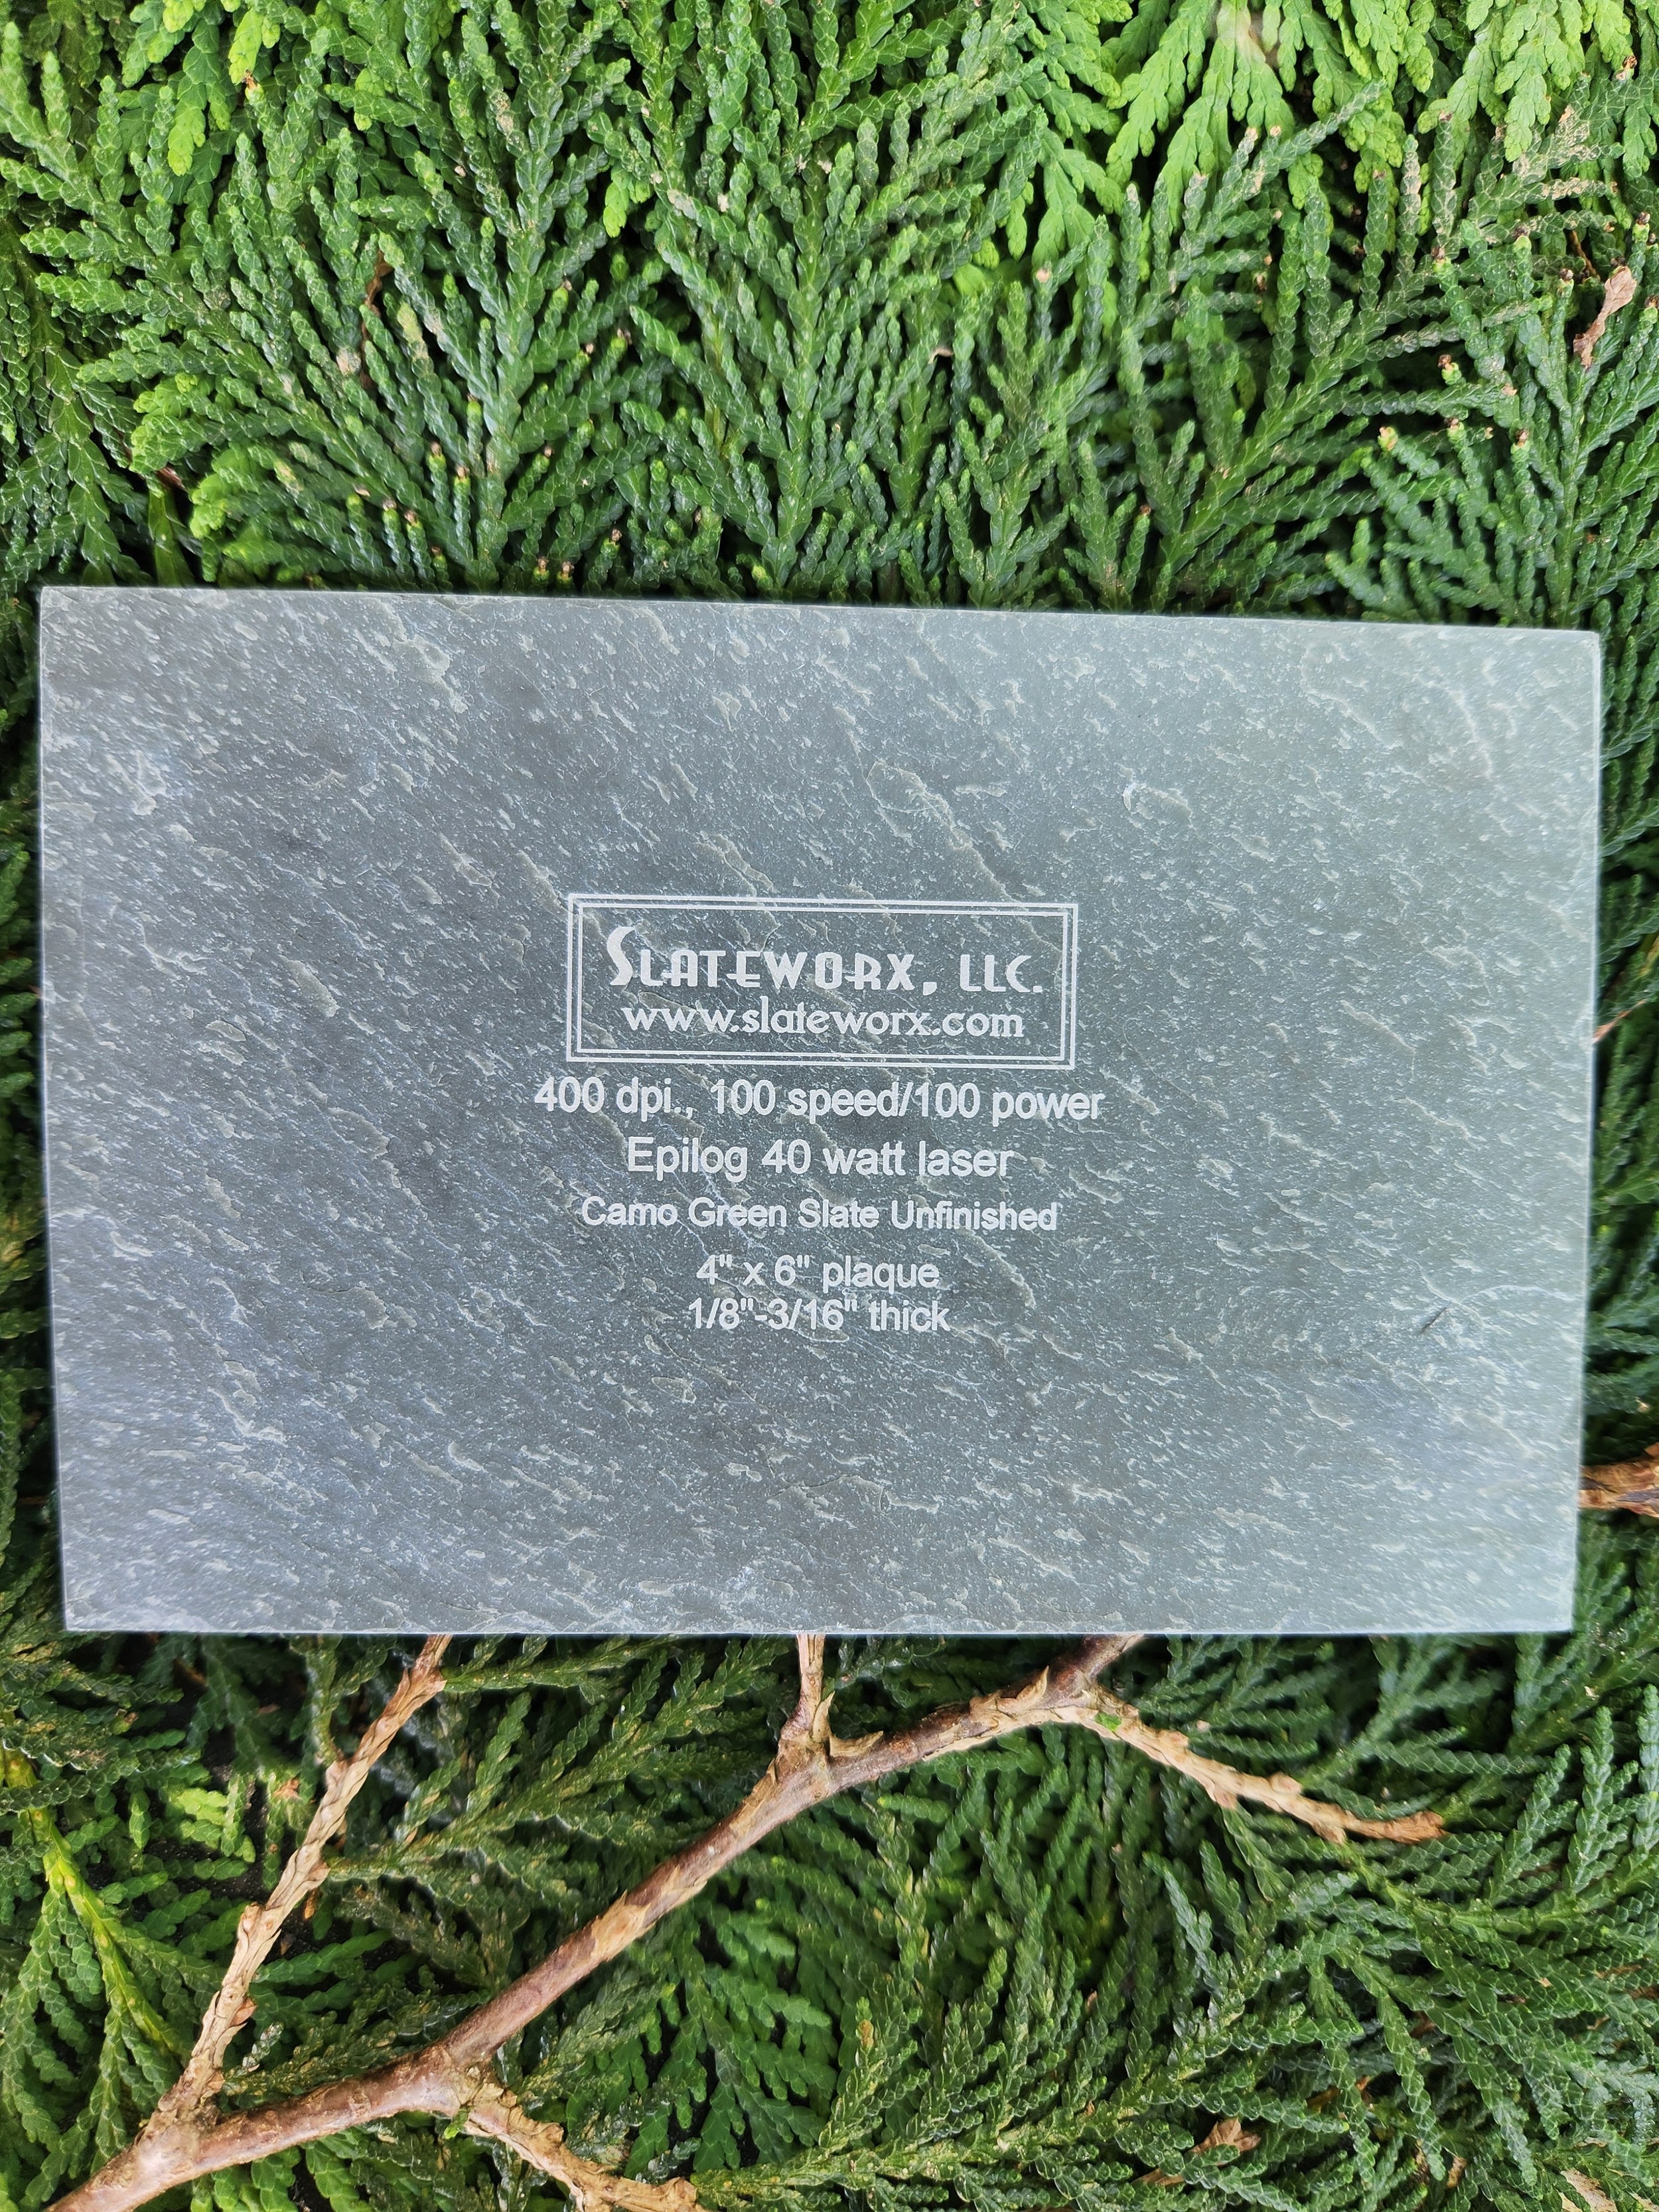 SLATEWORX, LLC.
www.slateworx.com
400 dpi., 100 speed/100 power
Epilog 40 watt laser
Camo Green Slate Unfinished
4" x 6" plaque
1/8"-3/16" thick